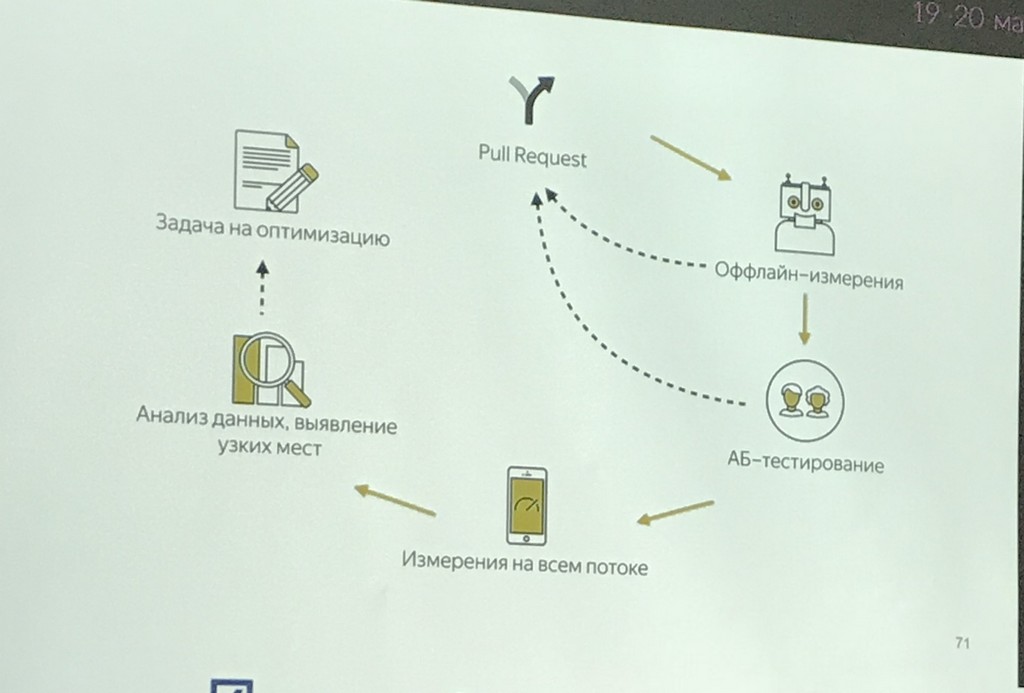 19-20 ма
Pull Request
Задача на оптимизацию
Оффлайн-измерения
Анализ данных, выявление
узких мест
АБ-тестирование
Измерения на всем потоке
71